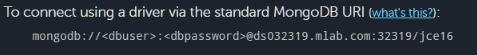 To connect using a driver via the standard MongoDB URI (what's this?):
mongodb://<dbuser>:<dbpassword>@ds032319.mlab.com:32319/jce16